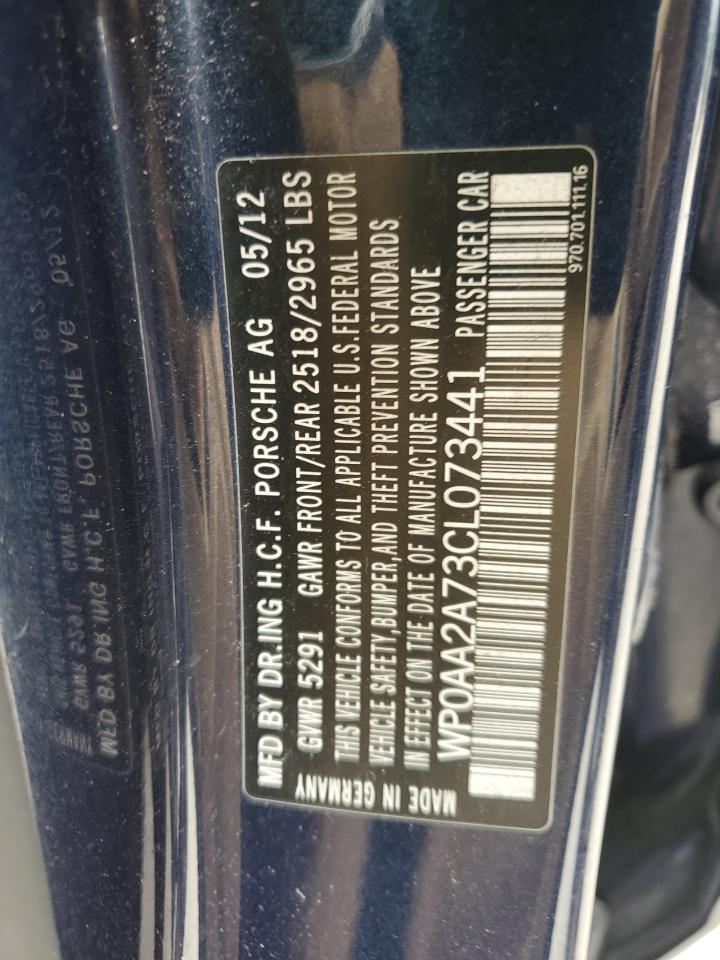 MFD BY DR.ING H.C.F. PORSCHE AG 05/12
GVWR 5291 GAWR FRONT/REAR 2518/2965 LBS
THIS VEHICLE CONFORMS TO ALL APPLICABLE U.S.FEDERAL MOTOR
VEHICLE SAFETY,BUMPER,AND THEFT PREVENTION STANDARDS
IN EFFECT ON THE DATE OF MANUFACTURE SHOWN ABOVE
WP0AA2A73CL073441 PASSENGER CAR
MADE IN GERMANY
970.701.111.16